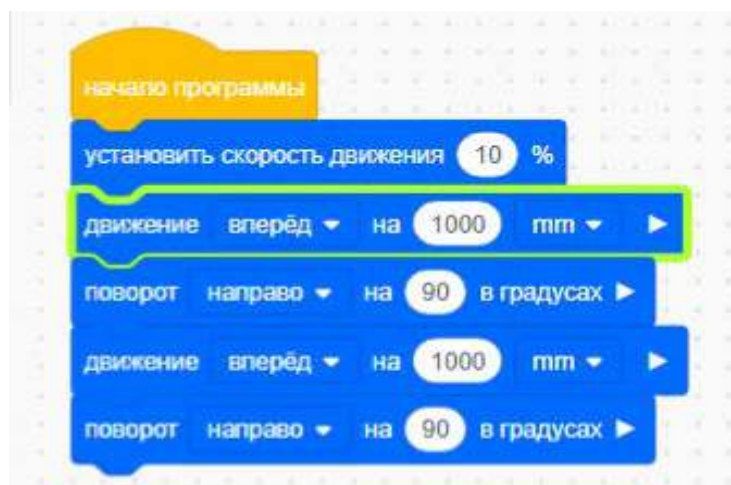 начало программы
установить скорость движения 10 %
движение вперёд на 1000 mm
поворот направо на 90 в градусах
движение вперёд на 1000 mm
поворот направо на 90 в градусах